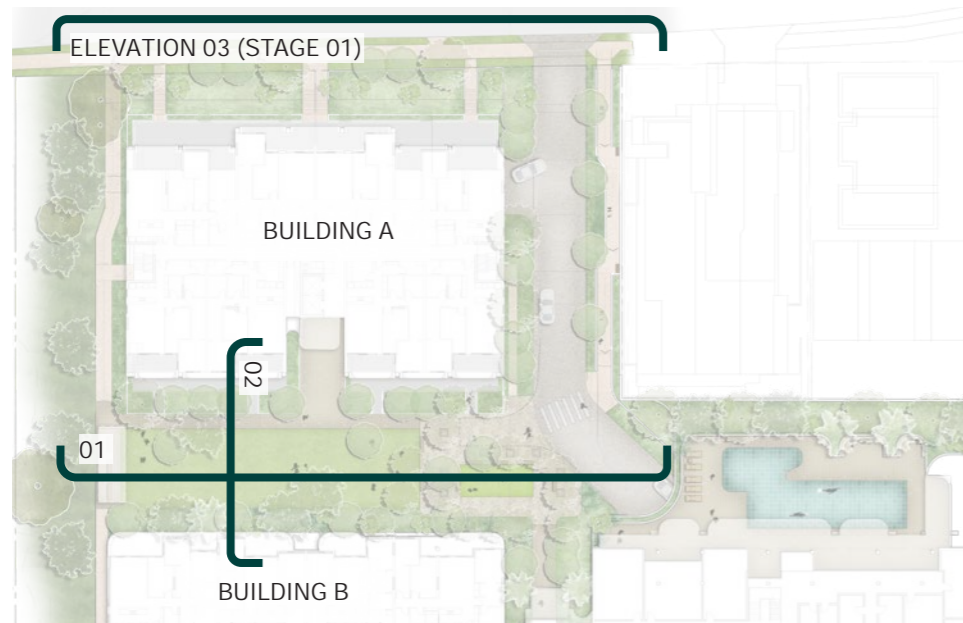 ELEVATION 03 (STAGE 01)
BUILDING A
02
01
BUILDING B